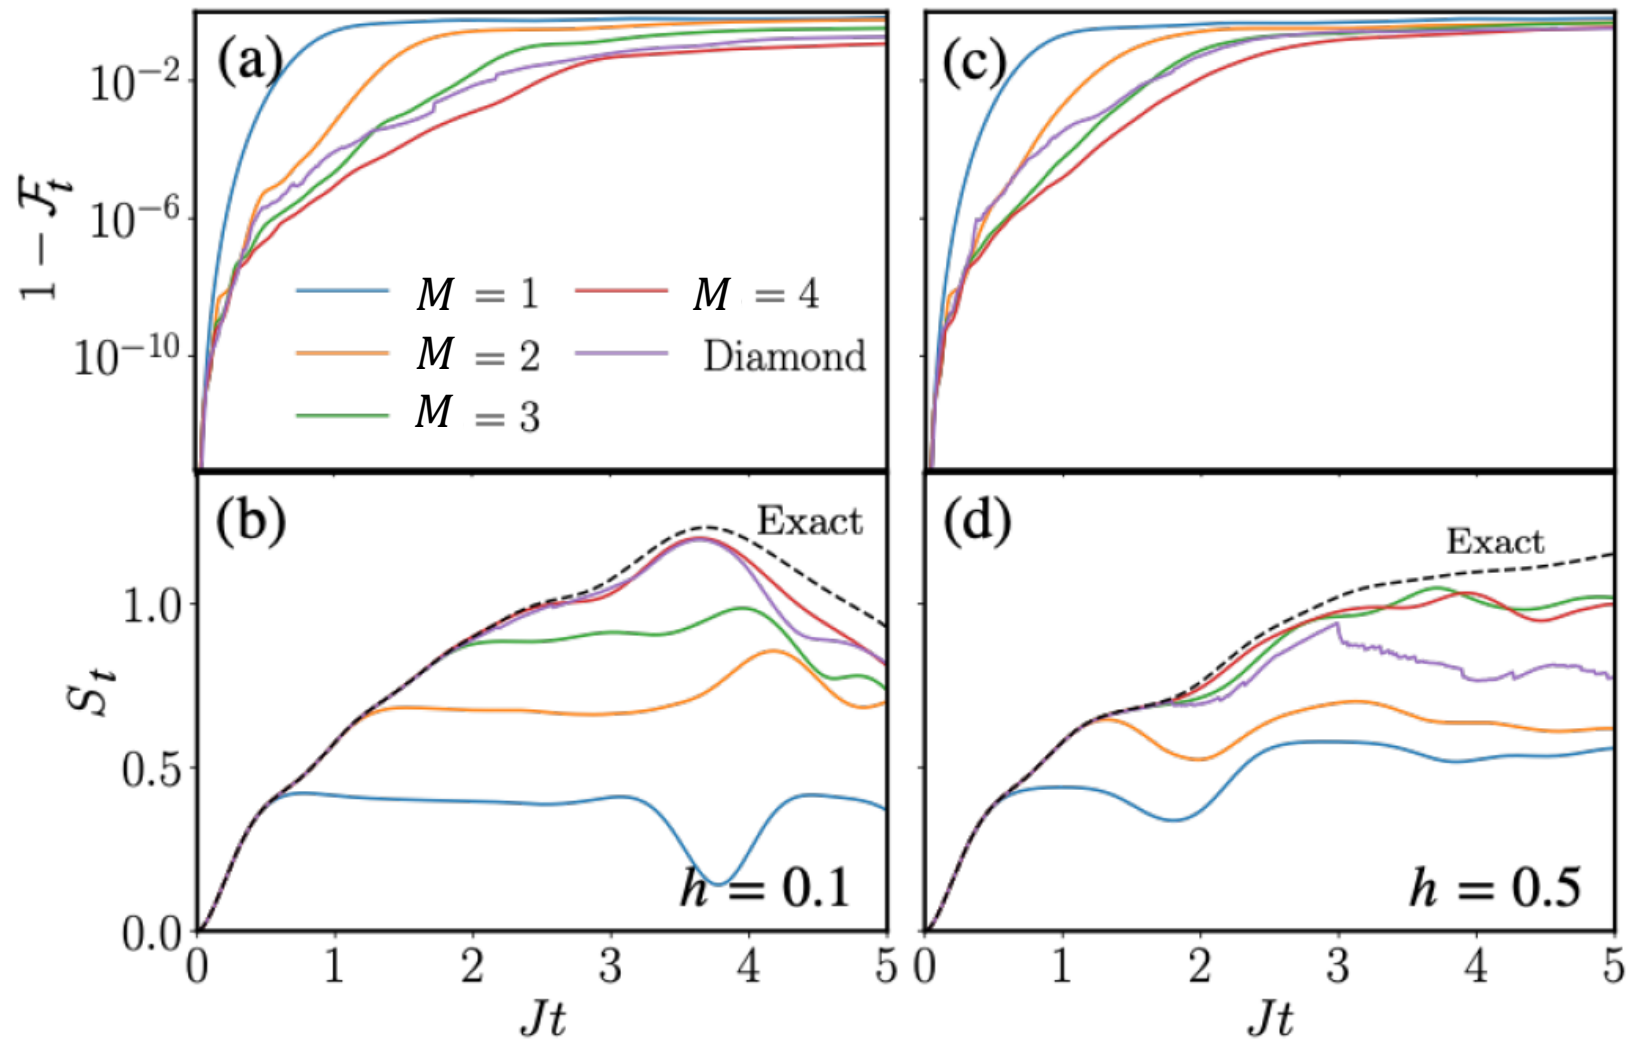 (a)
(c)
10⁻²
10⁻⁶
10⁻¹⁰
1 − ℱₜ
M = 1
M = 2
M = 3
M = 4
Diamond
(b)
Exact
(d)
Exact
1.0
0.5
0.0
Sₜ
h = 0.1
h = 0.5
0 1 2 3 4 5
0 1 2 3 4 5
Jt
Jt